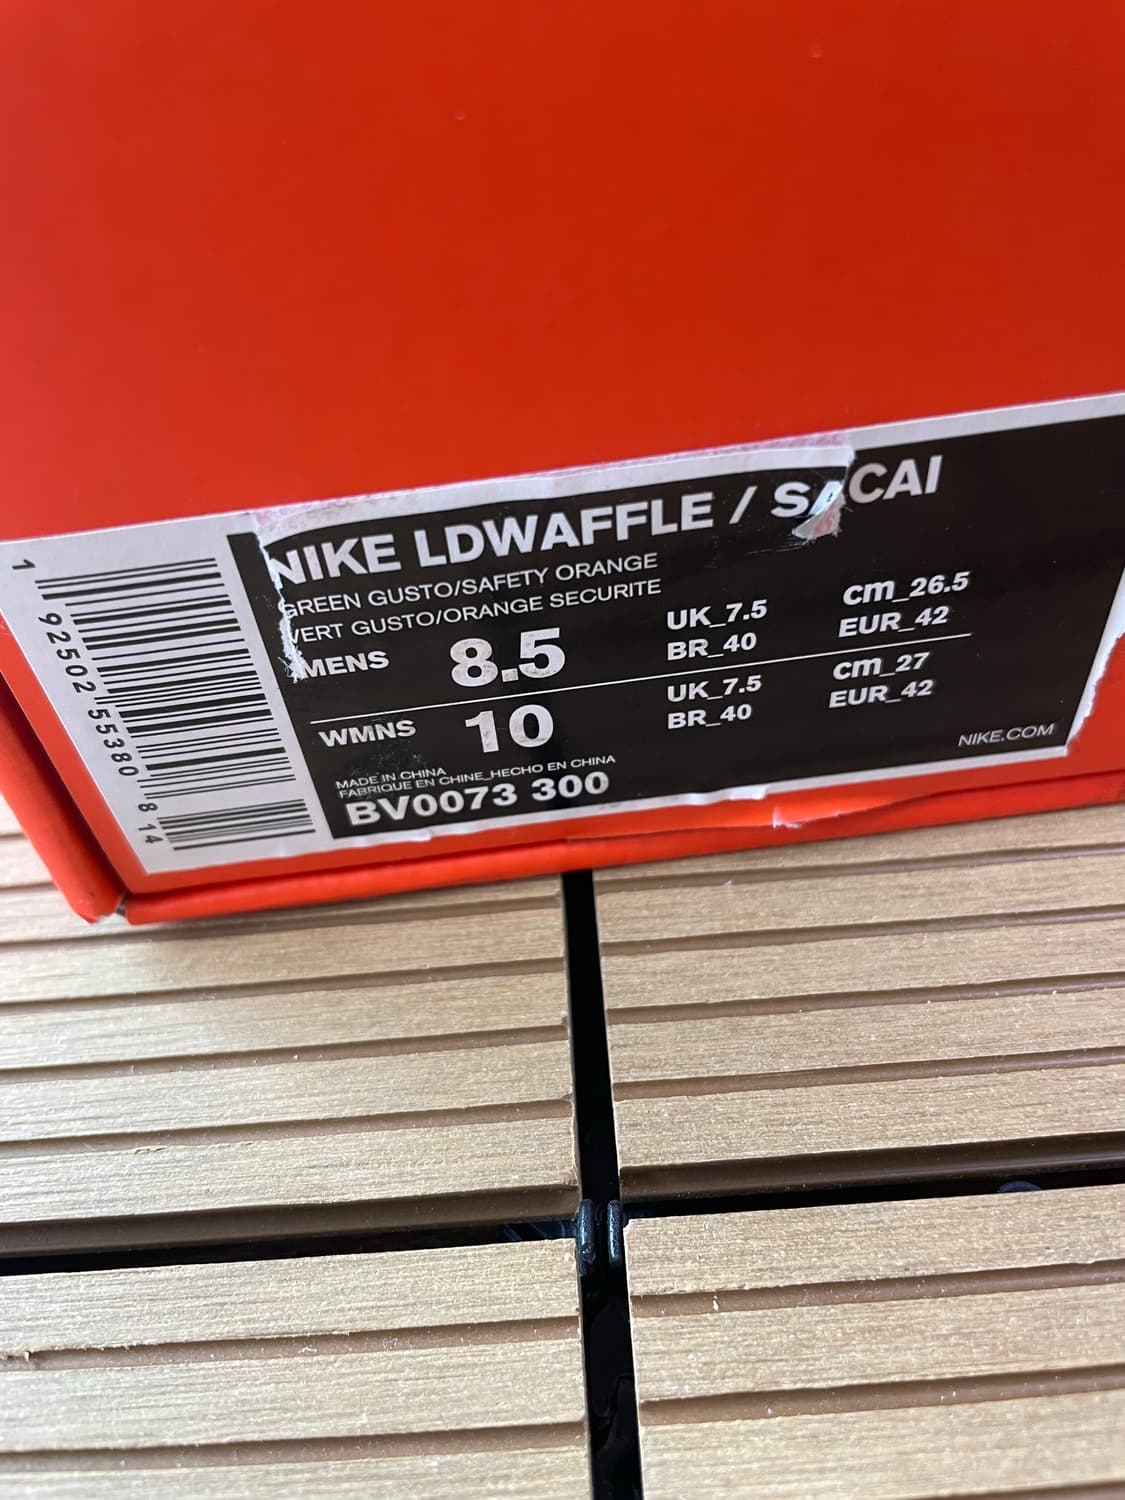 NIKE LDWAFFLE / SACAI
GREEN GUSTO/SAFETY ORANGE
VERT GUSTO/ORANGE SECURITE
MENS 8.5 UK_7.5 cm_26.5
BR_40 EUR_42
WMNS 10 UK_7.5 cm_27
BR_40 EUR_42
MADE IN CHINA
FABRIQUE EN CHINE_HECHO EN CHINA
BV0073 300
NIKE.COM
1 92502 55380 8 14